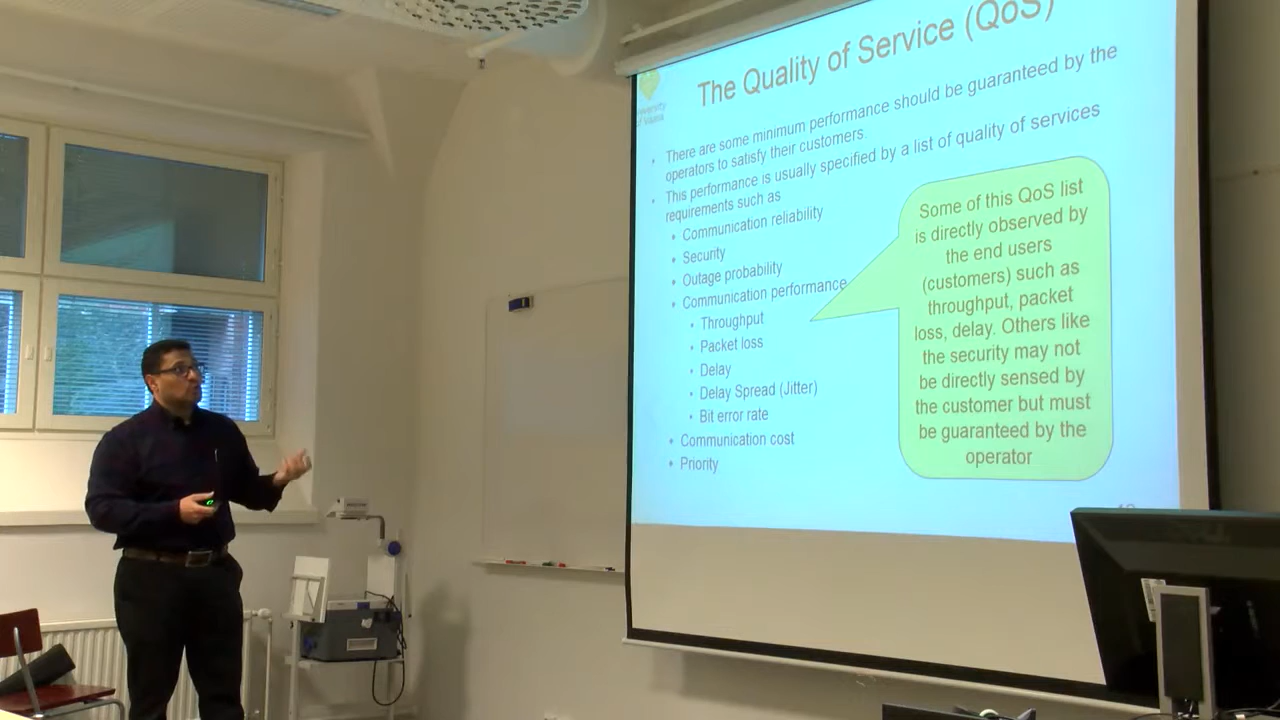 The Quality of Service (QoS)
of Vaasa
• There are some minimum performance should be guaranteed by the
operators to satisfy their customers.
• This performance is usually specified by a list of quality of services
requirements such as
• Communication reliability
• Security
• Outage probability
• Communication performance
• Throughput
• Packet loss
• Delay
• Delay Spread (Jitter)
• Bit error rate
• Communication cost
• Priority
Some of this QoS list
is directly observed by
the end users
(customers) such as
throughput, packet
loss, delay. Others like
the security may not
be directly sensed by
the customer but must
be guaranteed by the
operator